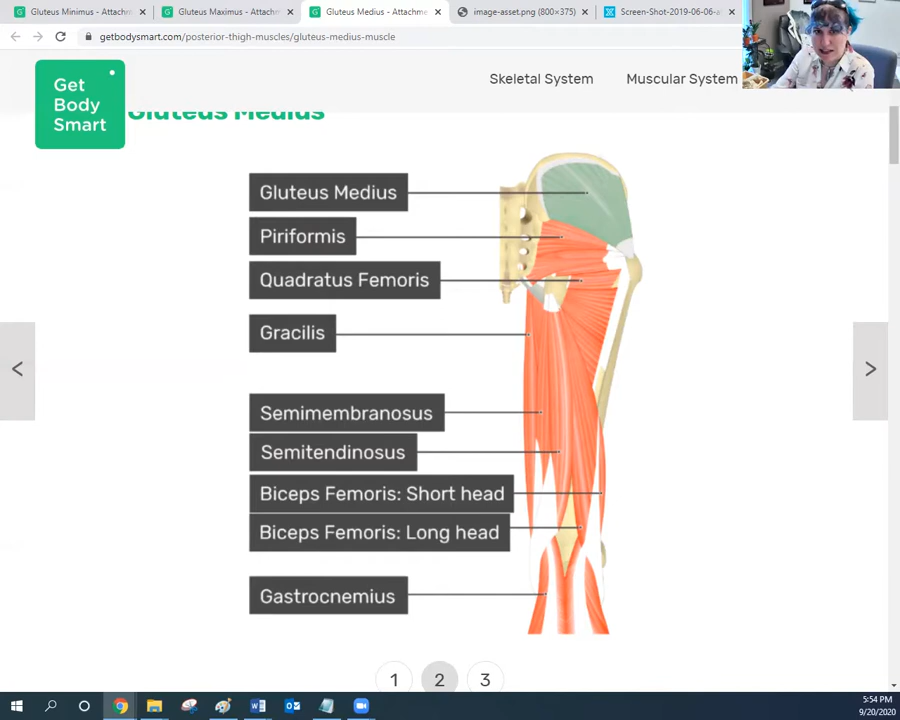 Gluteus Minimus - Attachm
Gluteus Maximus - Attachm
Gluteus Medius - Attachme
image-asset.png (800×375)
Screen-Shot-2019-06-06-a
getbodysmart.com/posterior-thigh-muscles/gluteus-medius-muscle
Get
Body
Smart
Skeletal System
Muscular System
Gluteus Medius
Gluteus Medius
Piriformis
Quadratus Femoris
Gracilis
Semimembranosus
Semitendinosus
Biceps Femoris: Short head
Biceps Femoris: Long head
Gastrocnemius
1 2 3
5:54 PM
9/20/2020